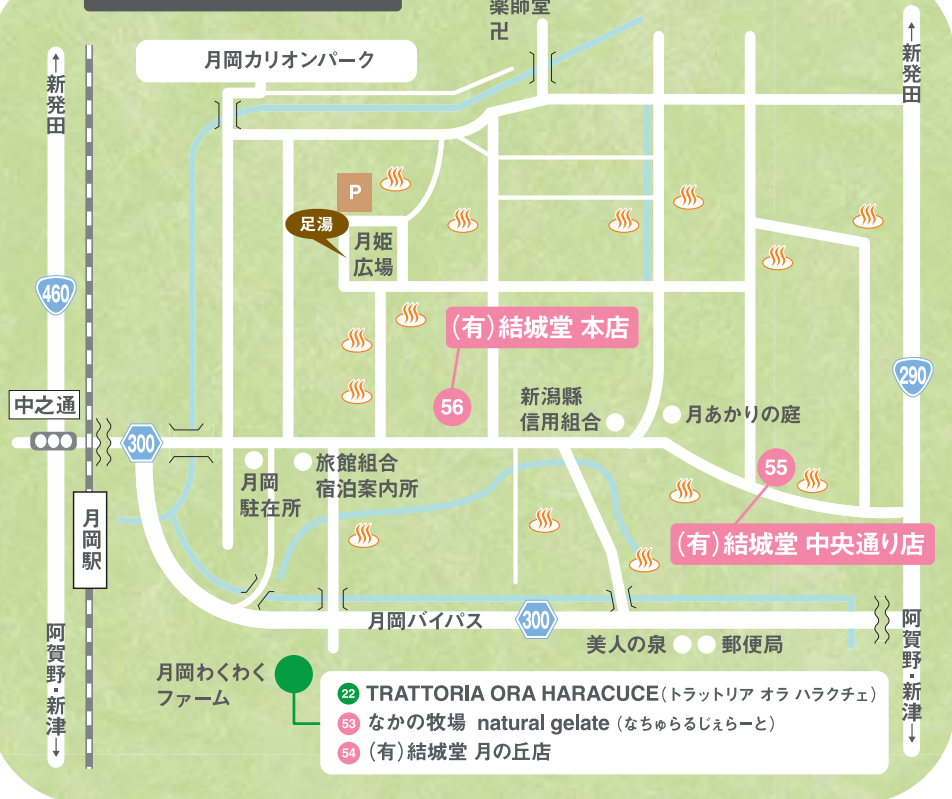 薬師堂
卍
月岡カリオンパーク
↑新発田
↑新発田
P
足湯
月姫
広場
460
290
(有)結城堂 本店
56
中之通
300
新潟縣
信用組合
月あかりの庭
55
月岡
駐在所
旅館組合
宿泊案内所
月岡駅
(有)結城堂 中央通り店
月岡バイパス
300
美人の泉
郵便局
阿賀野・新津↓
阿賀野・新津↓
月岡わくわく
ファーム
22 TRATTORIA ORA HARACUCE(トラットリア オラ ハラクチェ)
53 なかの牧場 natural gelate (なちゅらるじぇらーと)
54 (有)結城堂 月の丘店